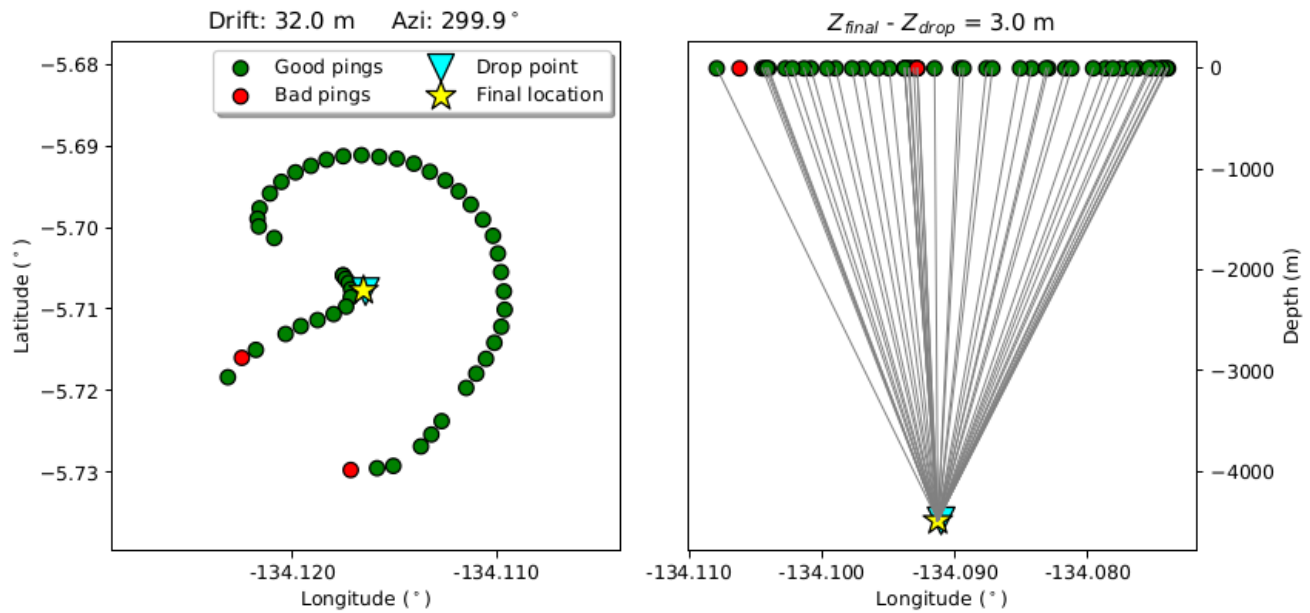 Drift: 32.0 m Azi: 299.9°
Good pings
Bad pings
Drop point
Final location
−5.68
−5.69
−5.70
−5.71
−5.72
−5.73
Latitude (°)
-134.120
-134.110
Longitude (°)
Z_final - Z_drop = 3.0 m
0
−1000
−2000
−3000
−4000
Depth (m)
-134.110
-134.100
-134.090
-134.080
Longitude (°)